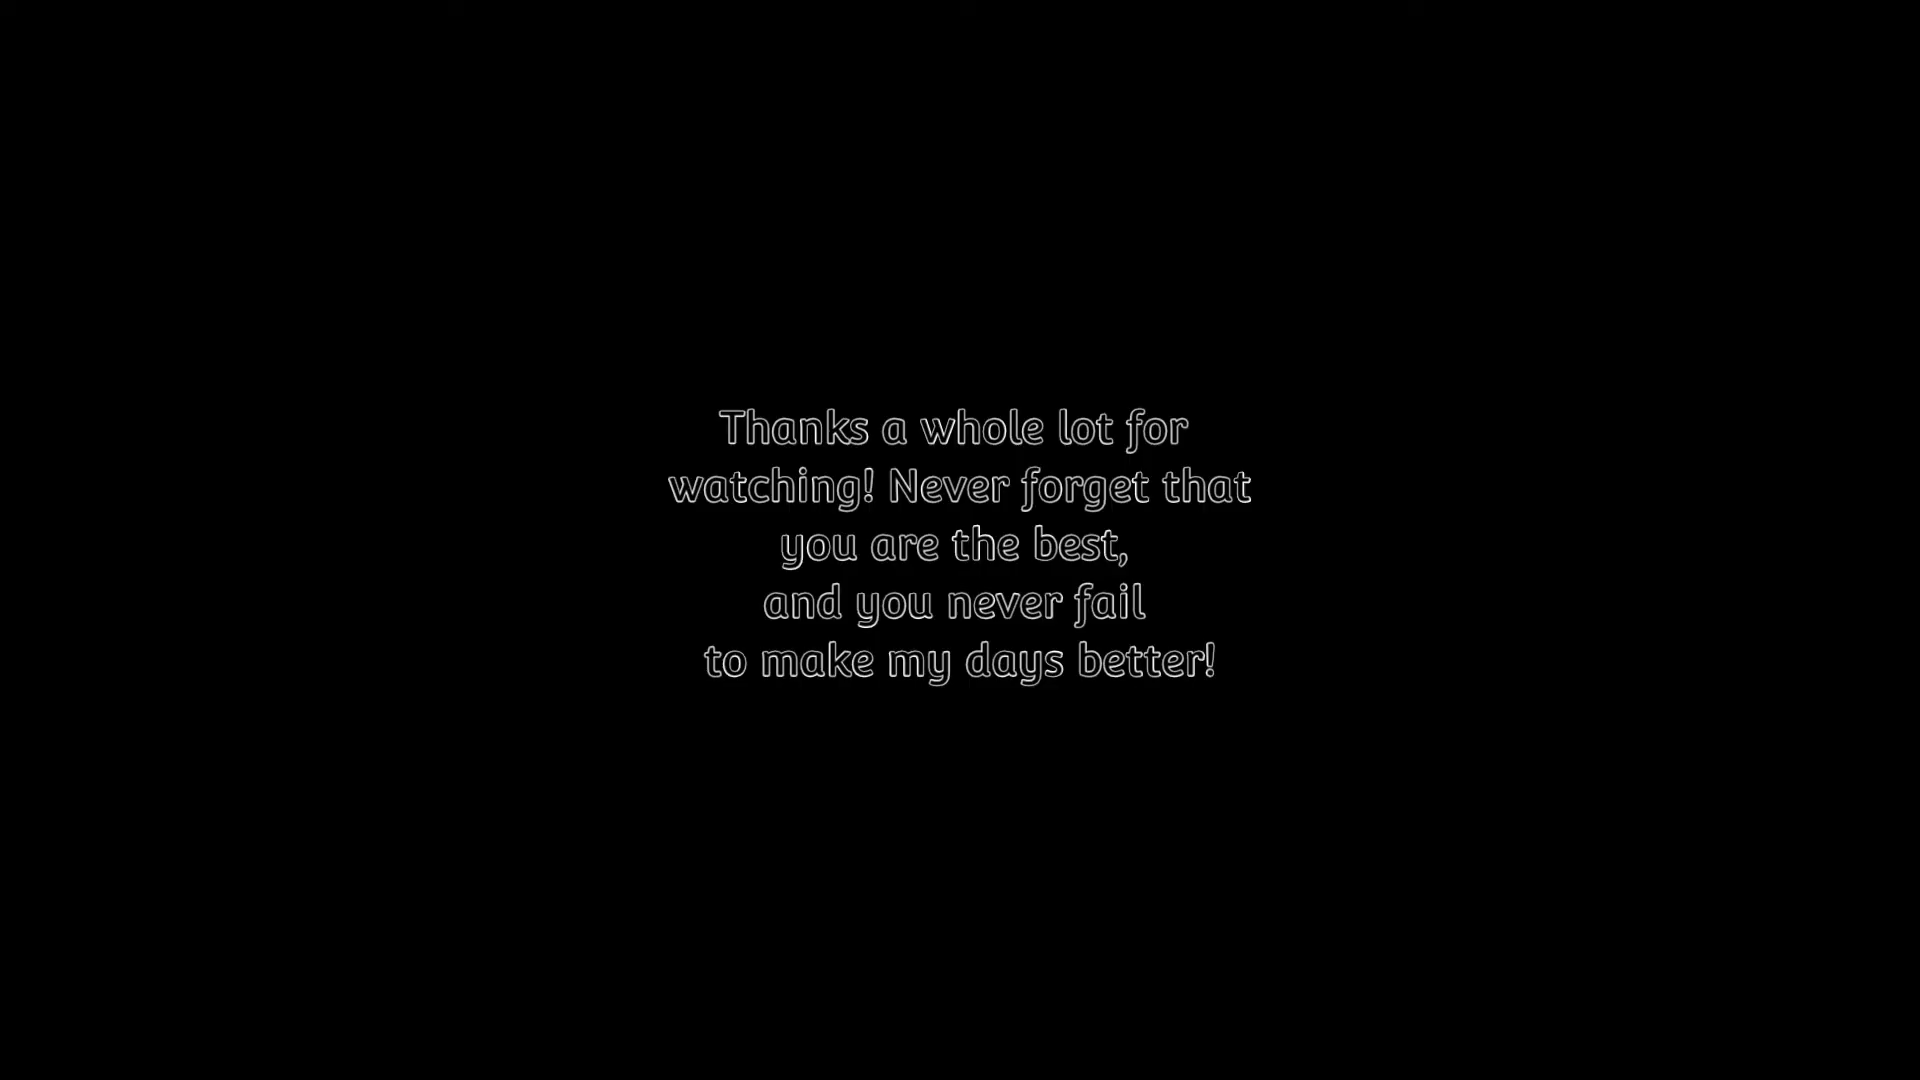 Thanks a whole lot for
watching! Never forget that
you are the best,
and you never fail
to make my days better!